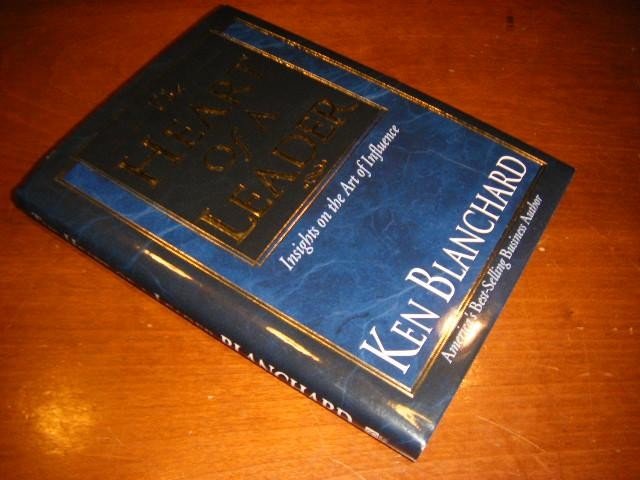 The
HEART
OF A
LEADER
Insights on the Art of Influence
KEN BLANCHARD
America's Best-Selling Business Author
BLANCHARD